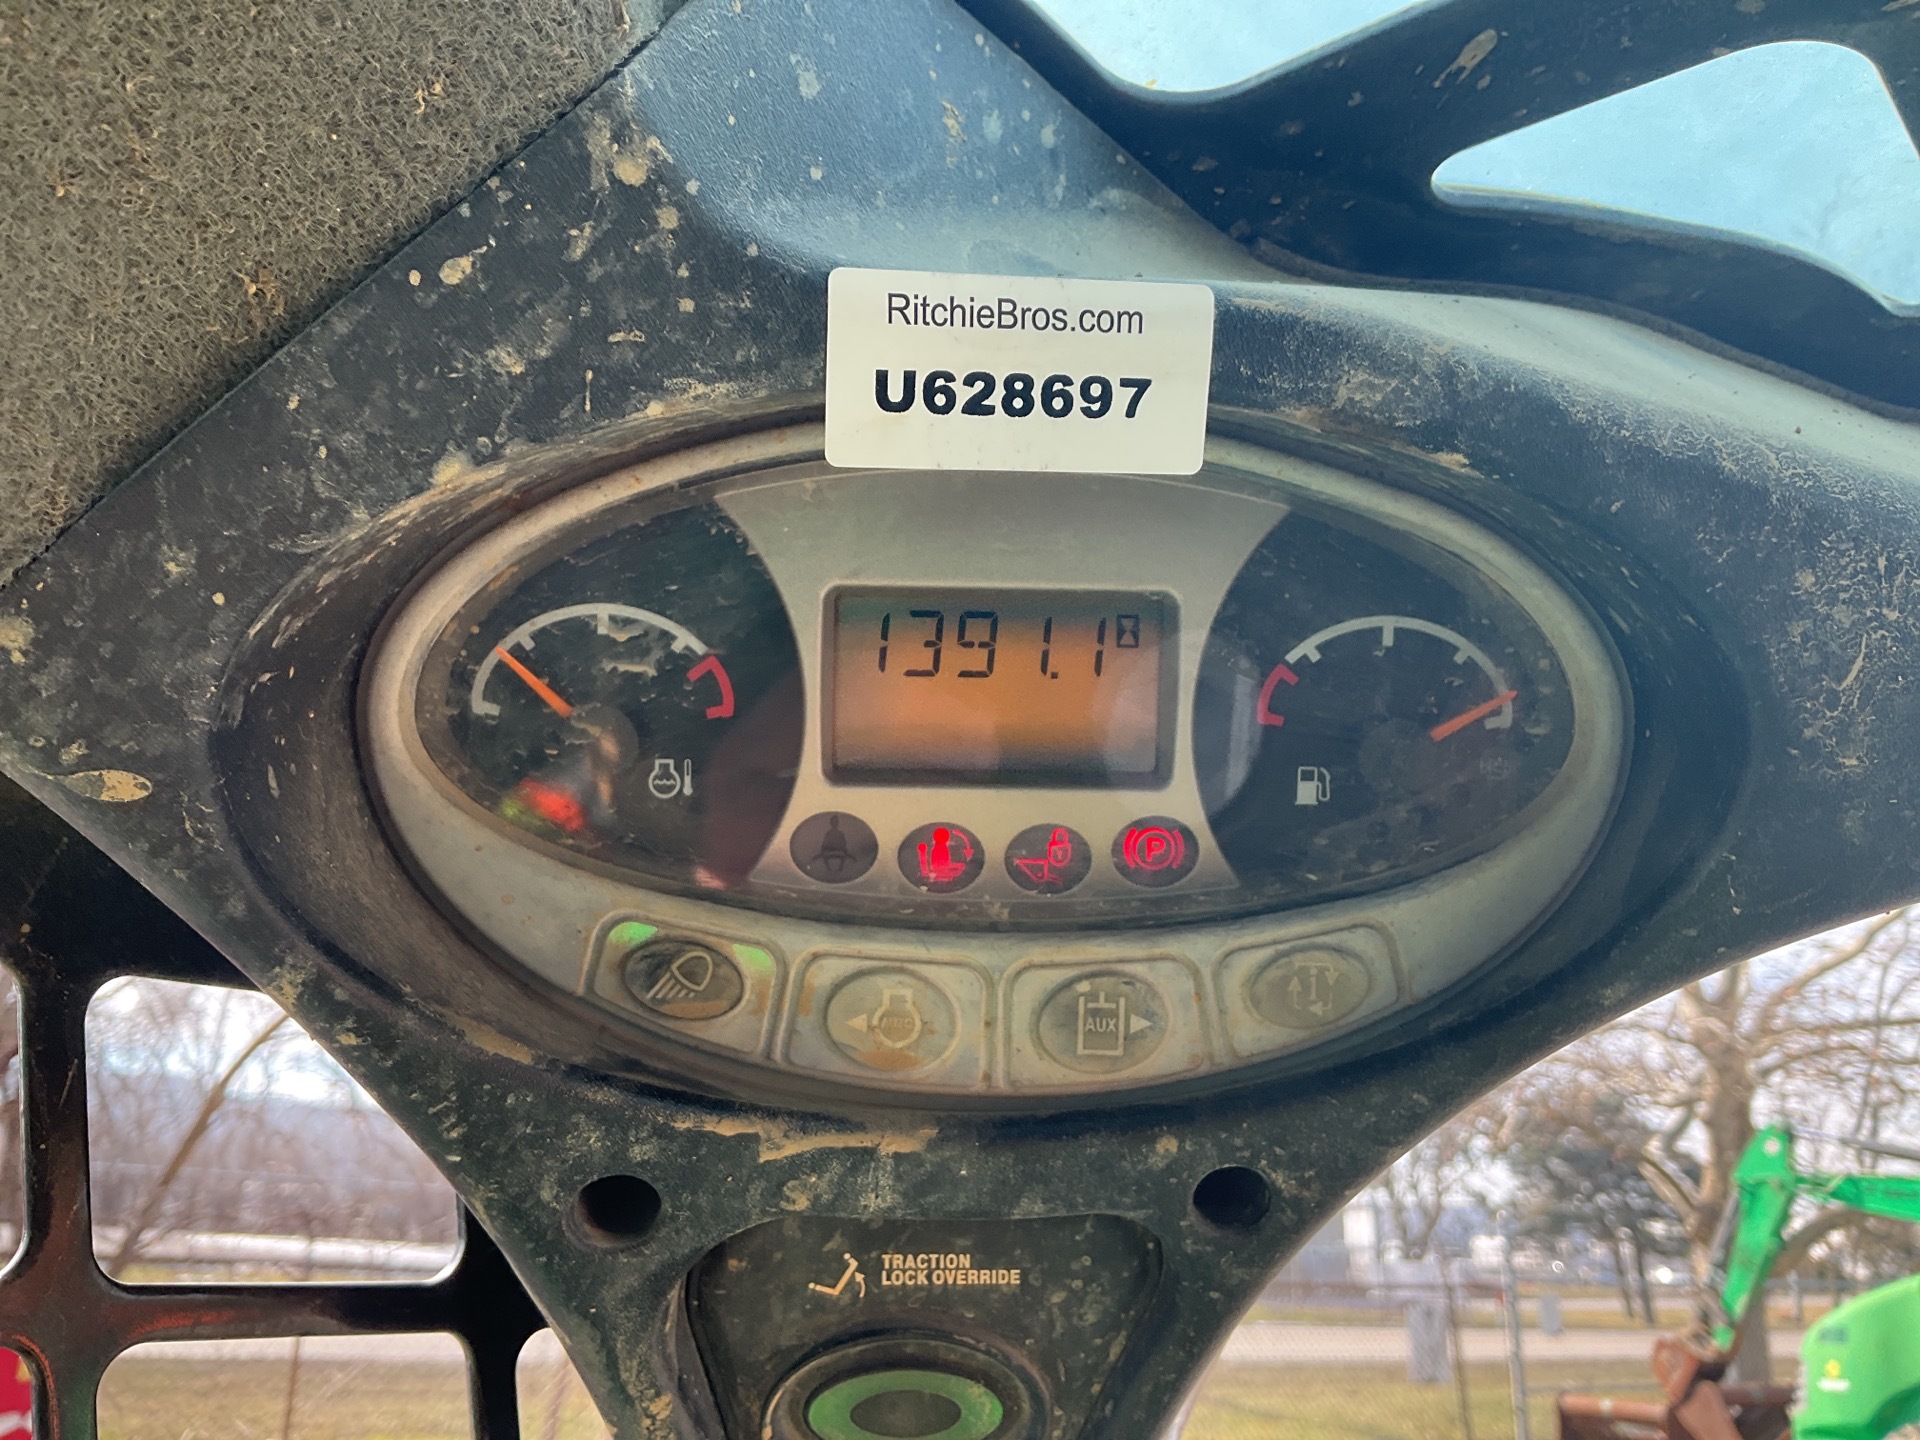 RitchieBros.com
U628697
1391.1
P
AUX
i
TRACTION
LOCK OVERRIDE